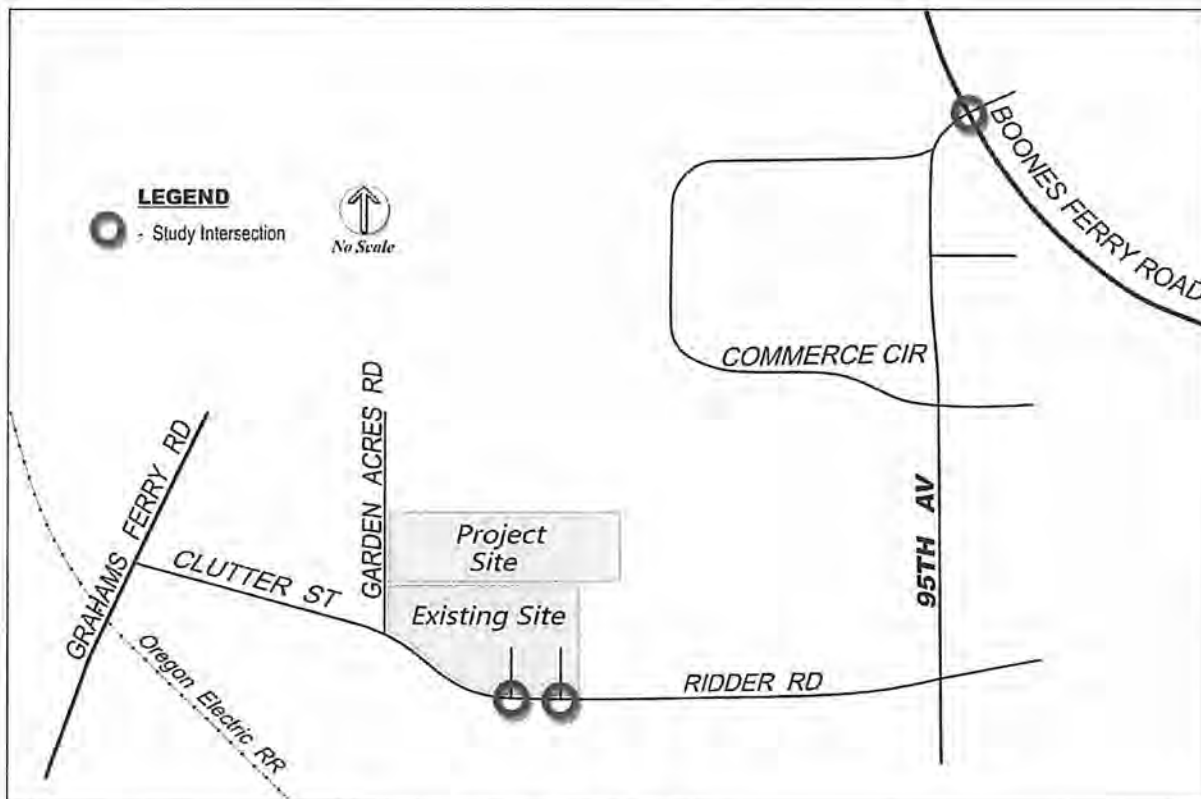 LEGEND
- Study Intersection
No Scale
BOONES FERRY ROAD
COMMERCE CIR
GARDEN ACRES RD
GRAHAMS FERRY RD
CLUTTER ST
Project
Site
Existing Site
95TH AV
RIDDER RD
Oregon Electric RR